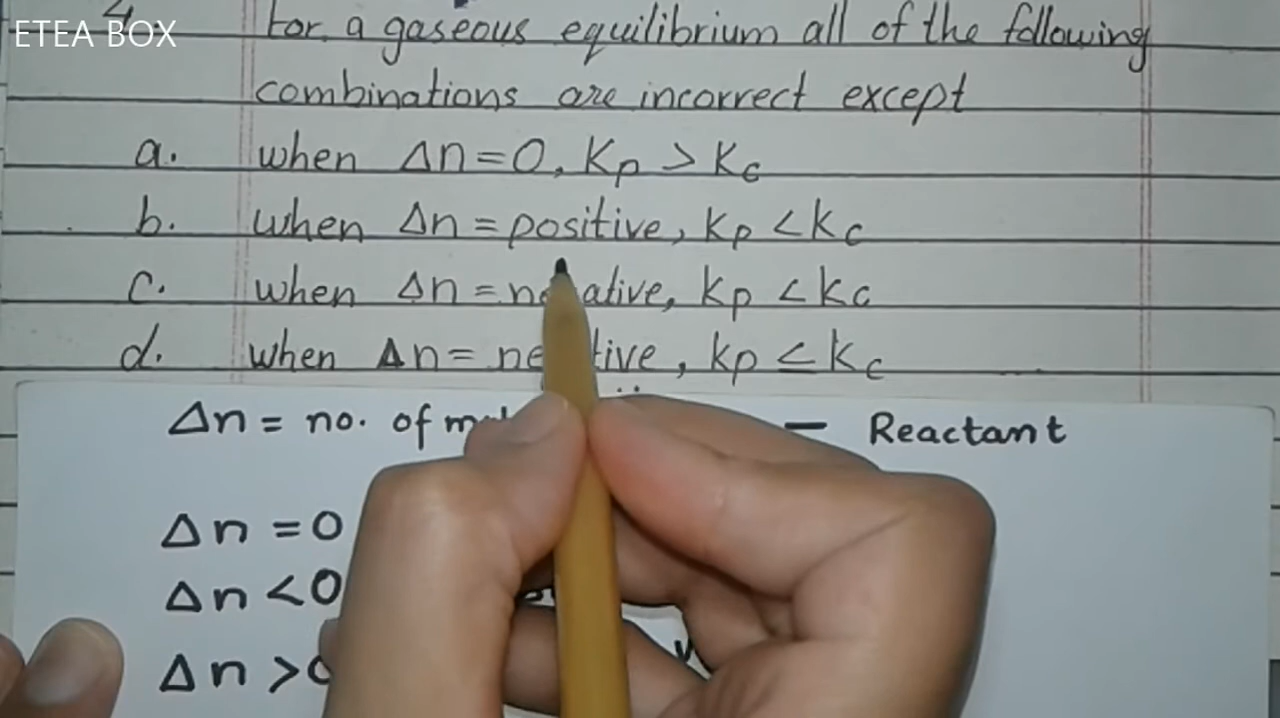 ETEA BOX
4. For a gaseous equilibrium all of the following
combinations are incorrect except
a. when Δn=0, Kp > Kc
b. when Δn = positive, Kp < Kc
c. when Δn = Kp < Kc
d. when Δn = Kp ≤ Kc
Δn = no. of — Reactant
Δn = 0
Δn < 0
Δn >